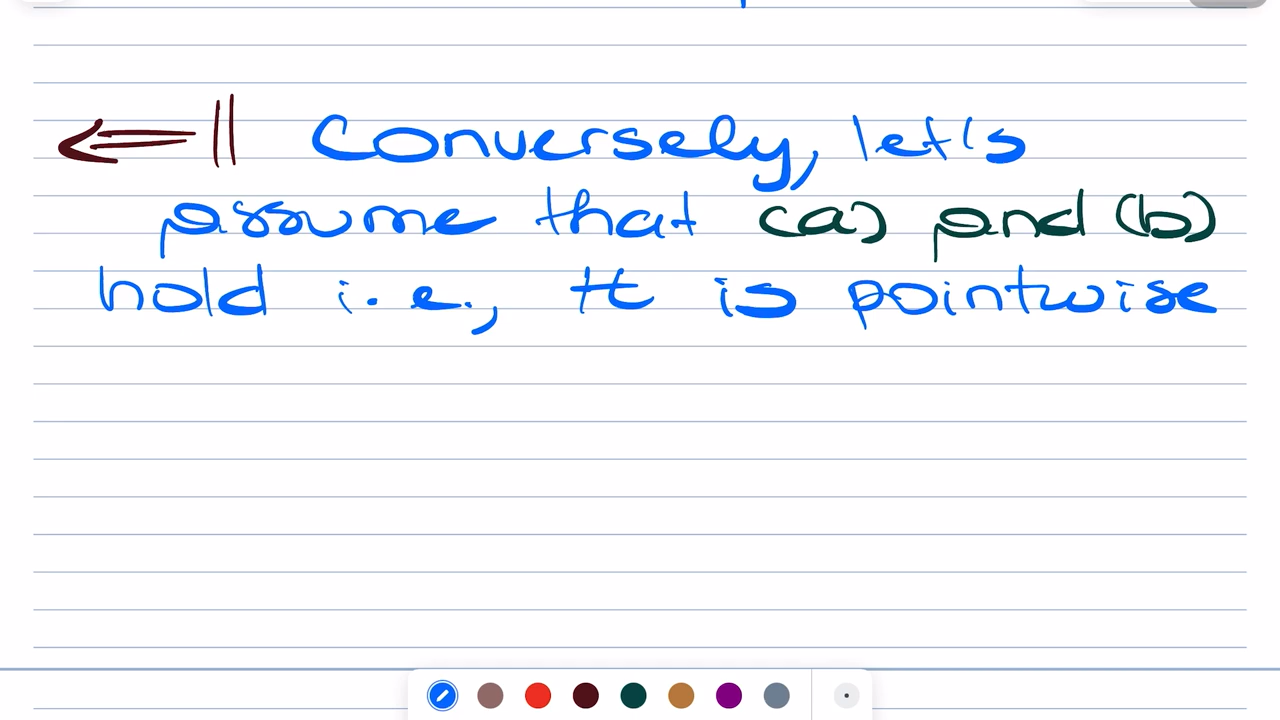 ⟸|| Conversely, let's
assume that (a) and (b)
hold i.e., H is pointwise